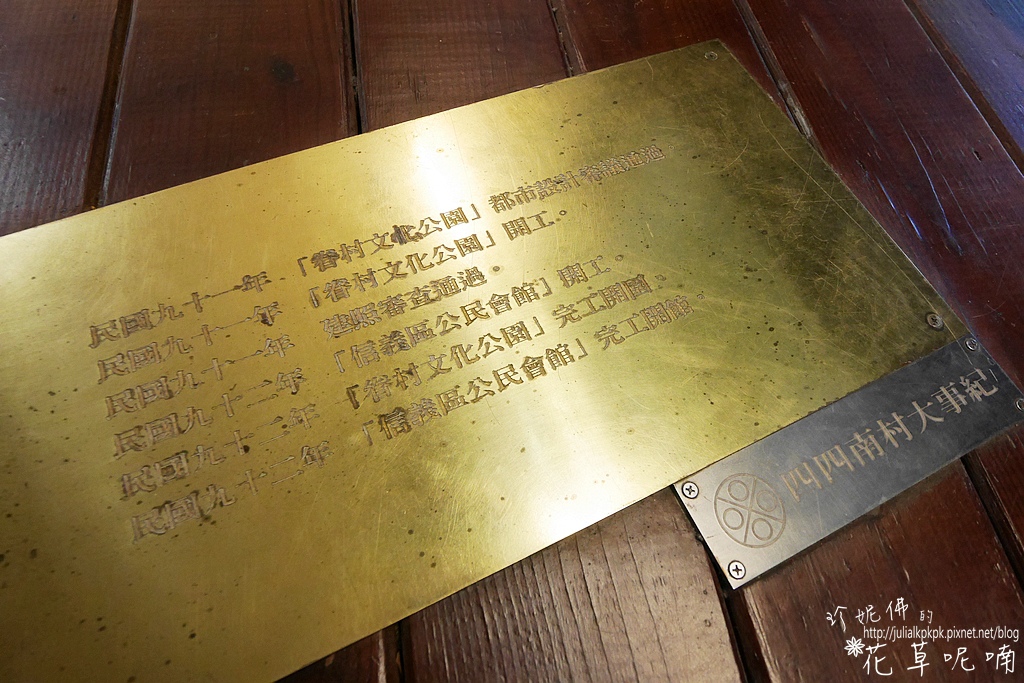 民國九十一年 「眷村文化公園」都市設計審議通過
民國九十一年 「眷村文化公園」開工。
民國九十一年 建照審查通過。
民國九十一年 「信義區公民會館」開工。
民國九十二年 「眷村文化公園」完工開園。
民國九十二年 「信義區公民會館」完工開館。
四四南村大事紀
珍妮佛的
http://julialkpkpk.pixnet.net/blog
花草呢喃